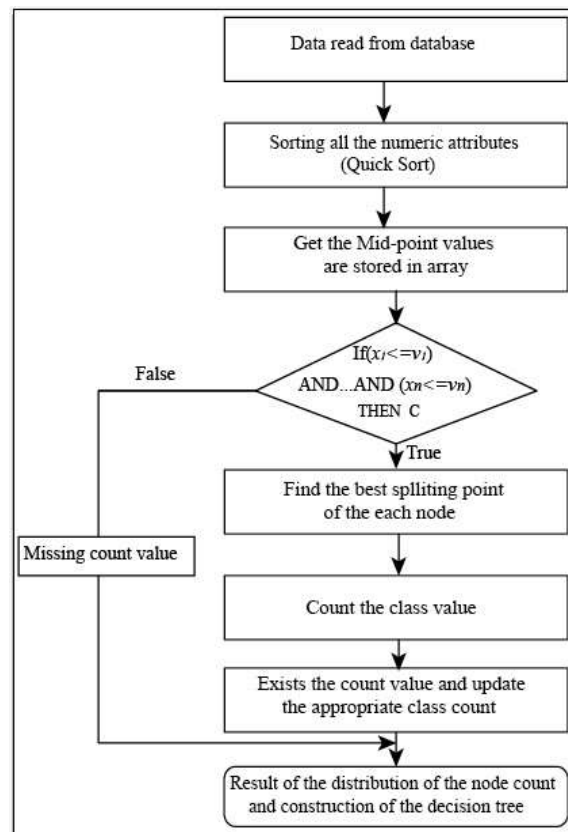 Data read from database
Sorting all the numeric attributes
(Quick Sort)
Get the Mid-point values
are stored in array
If(x₁<=v₁)
AND...AND (xₙ<=vₙ)
THEN C
False
True
Find the best splliting point
of the each node
Missing count value
Count the class value
Exists the count value and update
the appropriate class count
Result of the distribution of the node count
and construction of the decision tree